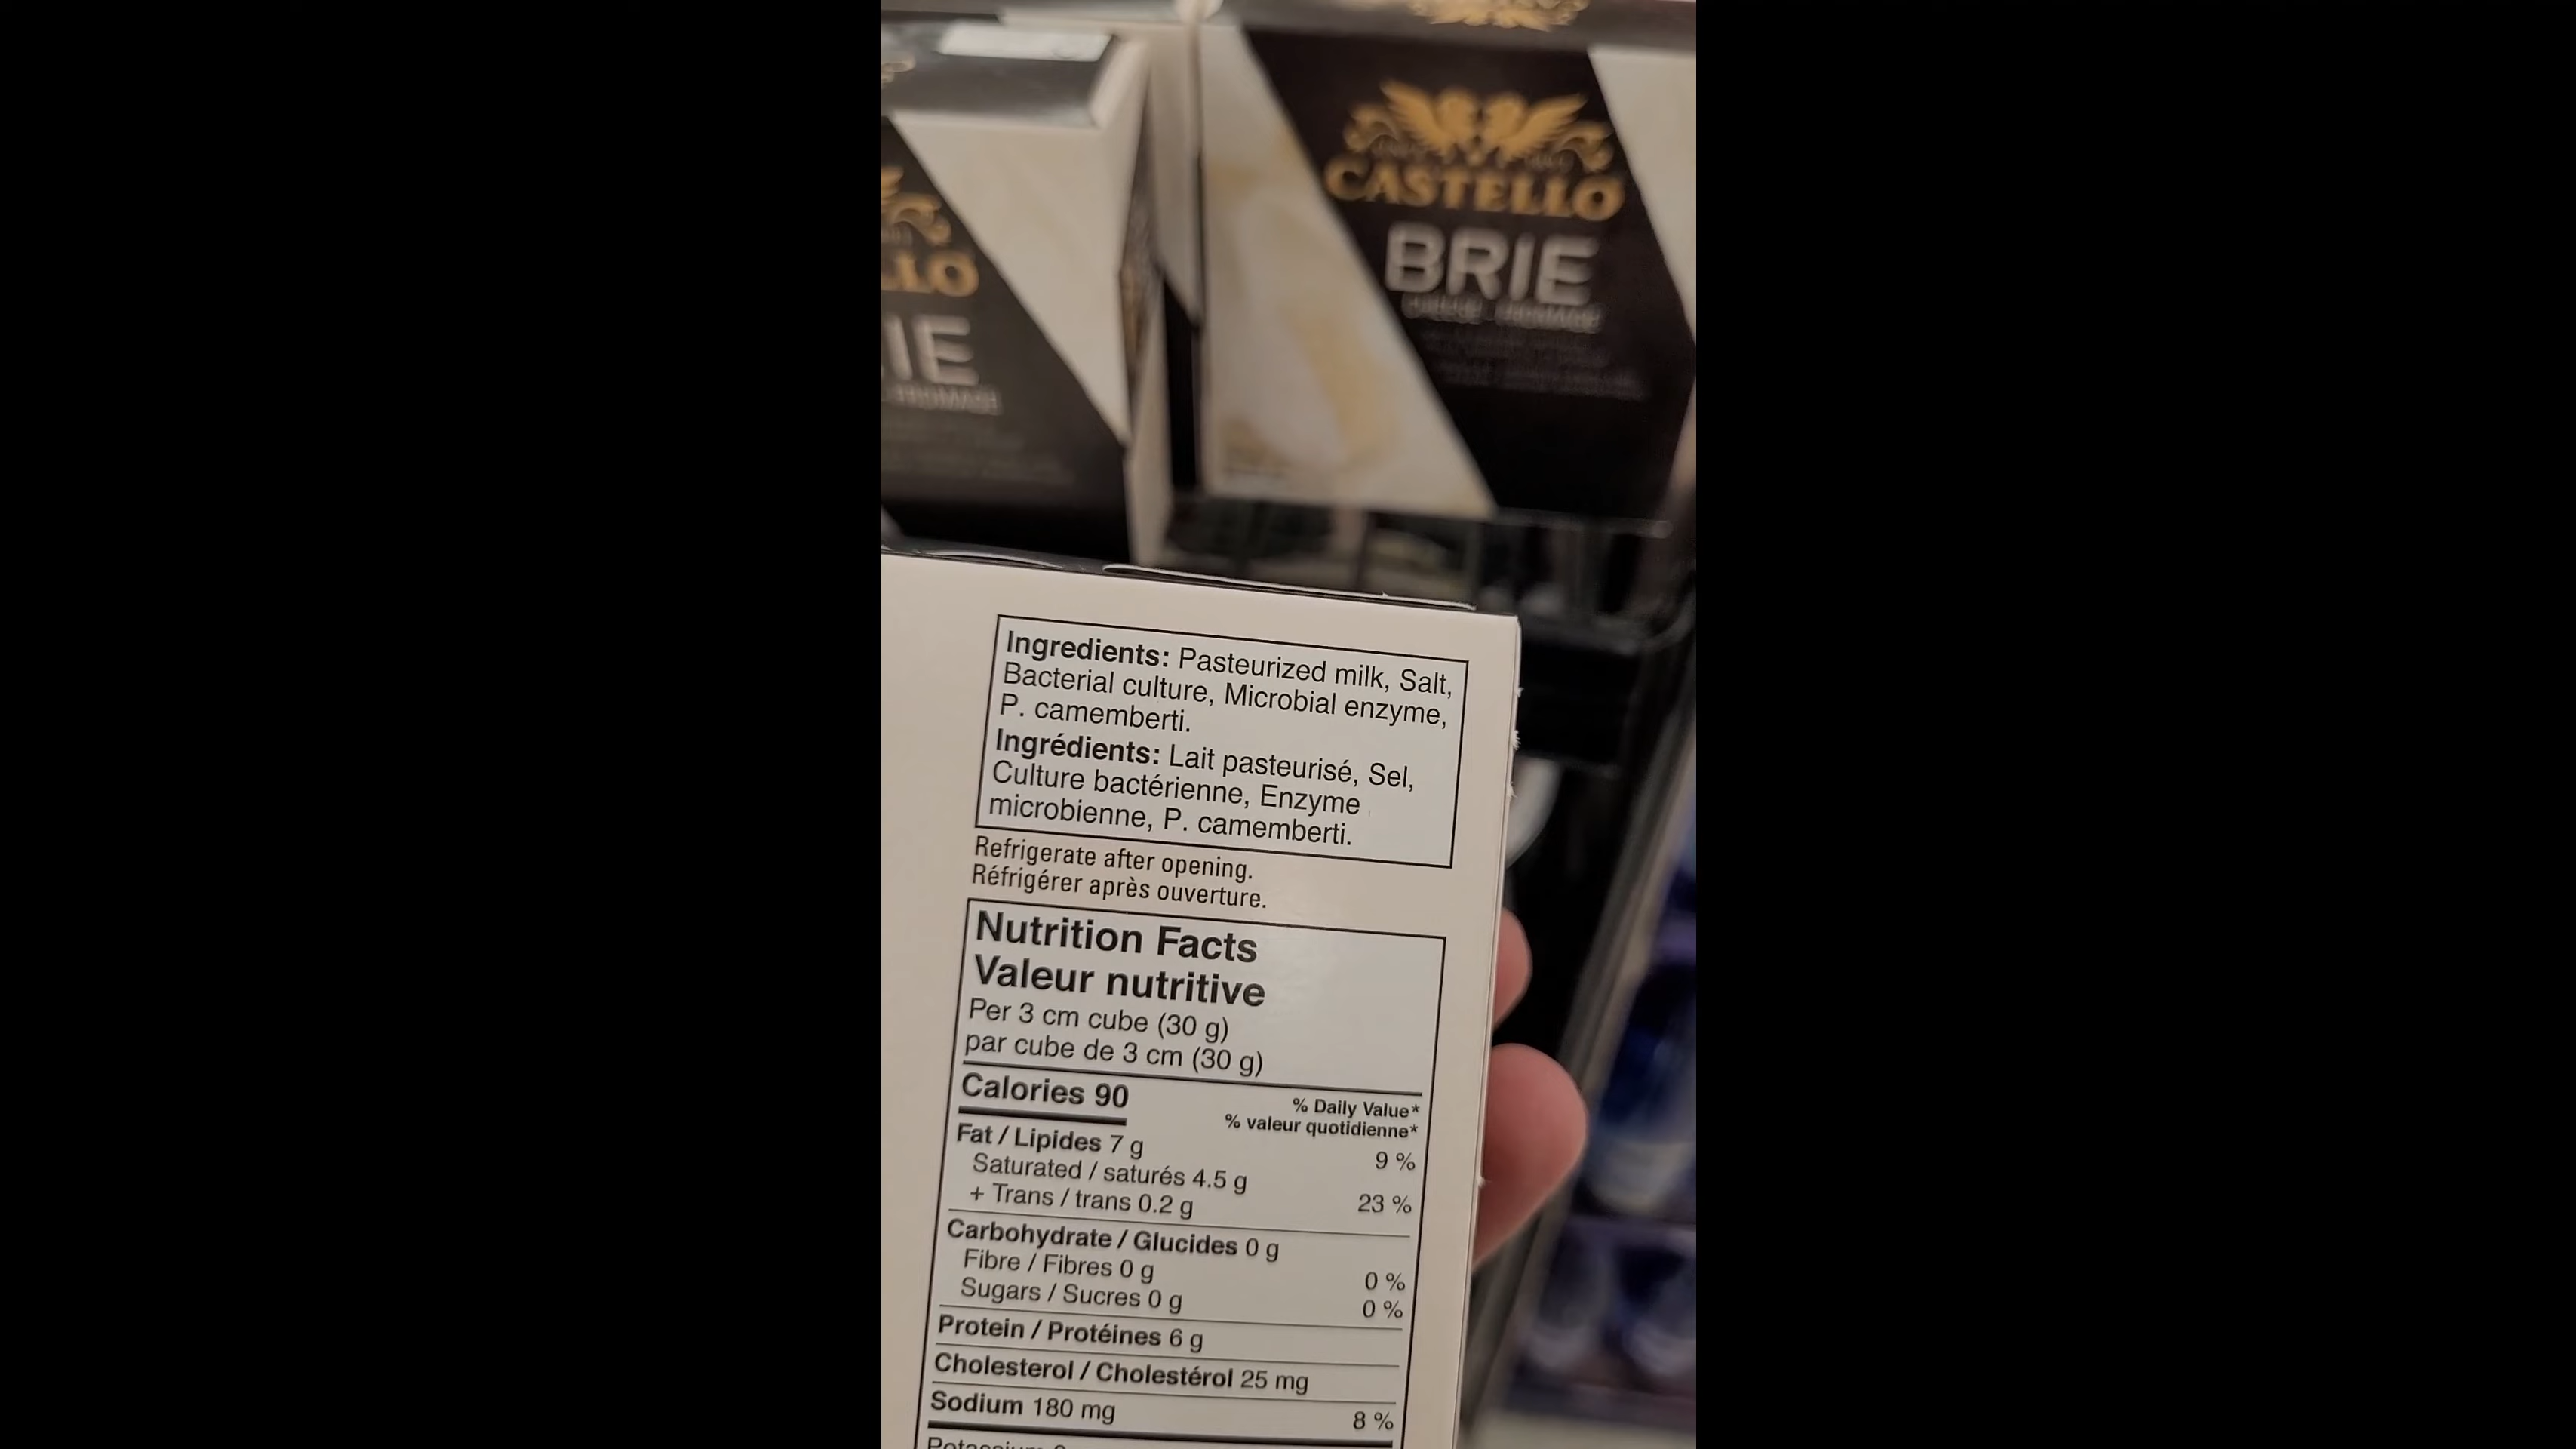 CASTELLO
BRIE
CHEESE · FROMAGE
LLO
IE
FROMAGE
Ingredients: Pasteurized milk, Salt,
Bacterial culture, Microbial enzyme,
P. camemberti.
Ingrédients: Lait pasteurisé, Sel,
Culture bactérienne, Enzyme
microbienne, P. camemberti.
Refrigerate after opening.
Réfrigérer après ouverture.
Nutrition Facts
Valeur nutritive
Per 3 cm cube (30 g)
par cube de 3 cm (30 g)
Calories 90
% Daily Value*
% valeur quotidienne*
Fat / Lipides 7 g 9 %
Saturated / saturés 4.5 g
+ Trans / trans 0.2 g 23 %
Carbohydrate / Glucides 0 g
Fibre / Fibres 0 g 0 %
Sugars / Sucres 0 g 0 %
Protein / Protéines 6 g
Cholesterol / Cholestérol 25 mg
Sodium 180 mg 8 %